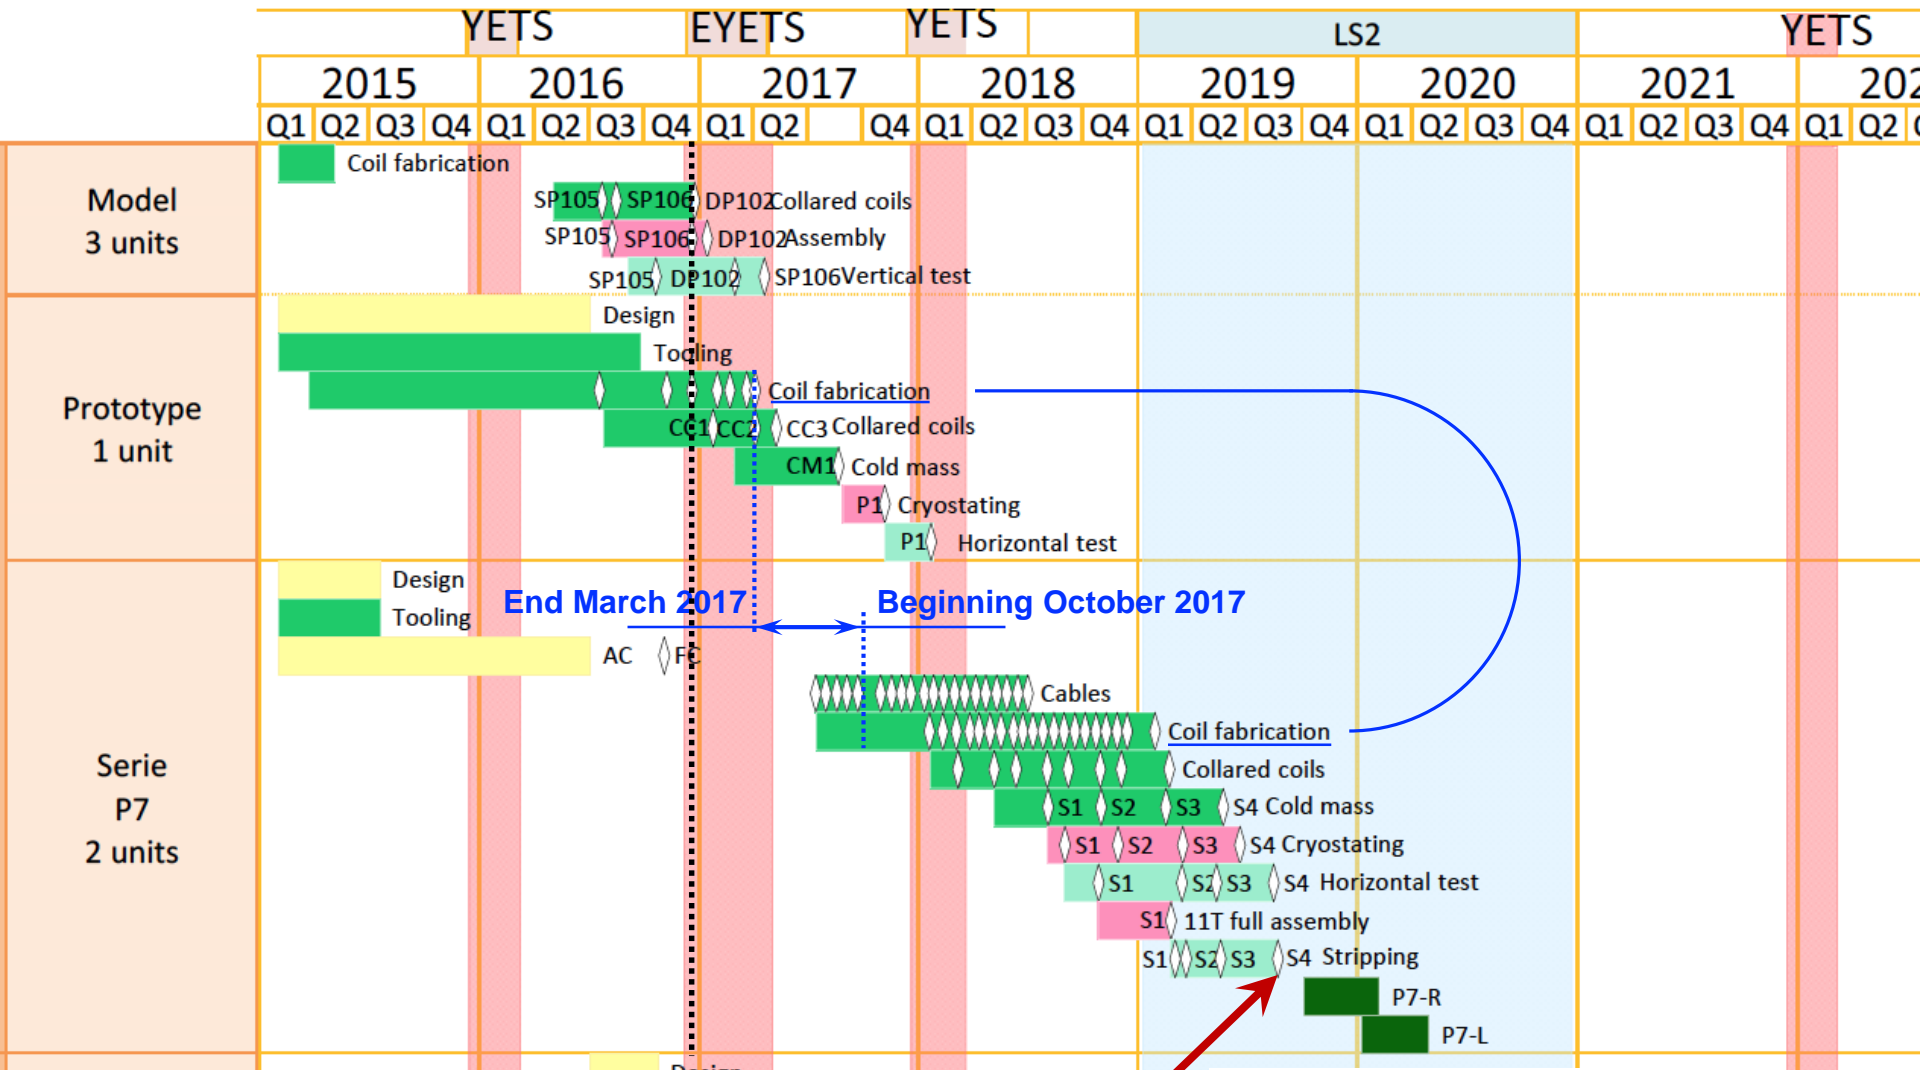 YETS EYETS YETS LS2 YETS
2015 2016 2017 2018 2019 2020 2021 202
Q1 Q2 Q3 Q4 Q1 Q2 Q3 Q4 Q1 Q2 Q4 Q1 Q2 Q3 Q4 Q1 Q2 Q3 Q4 Q1 Q2 Q3 Q4 Q1 Q2 Q3 Q4 Q1 Q2
Model
3 units
Coil fabrication
SP105 SP106 DP102 Collared coils
SP105 SP106 DP102 Assembly
SP105 DP102 SP106 Vertical test
Prototype
1 unit
Design
Tooling
Coil fabrication
CC1 CC2 CC3 Collared coils
CM1 Cold mass
P1 Cryostating
P1 Horizontal test
Serie
P7
2 units
Design
Tooling
End March 2017 Beginning October 2017
AC FC
Cables
Coil fabrication
Collared coils
S1 S2 S3 S4 Cold mass
S1 S2 S3 S4 Cryostating
S1 S2 S3 S4 Horizontal test
S1 11T full assembly
S1 S2 S3 S4 Stripping
P7-R
P7-L